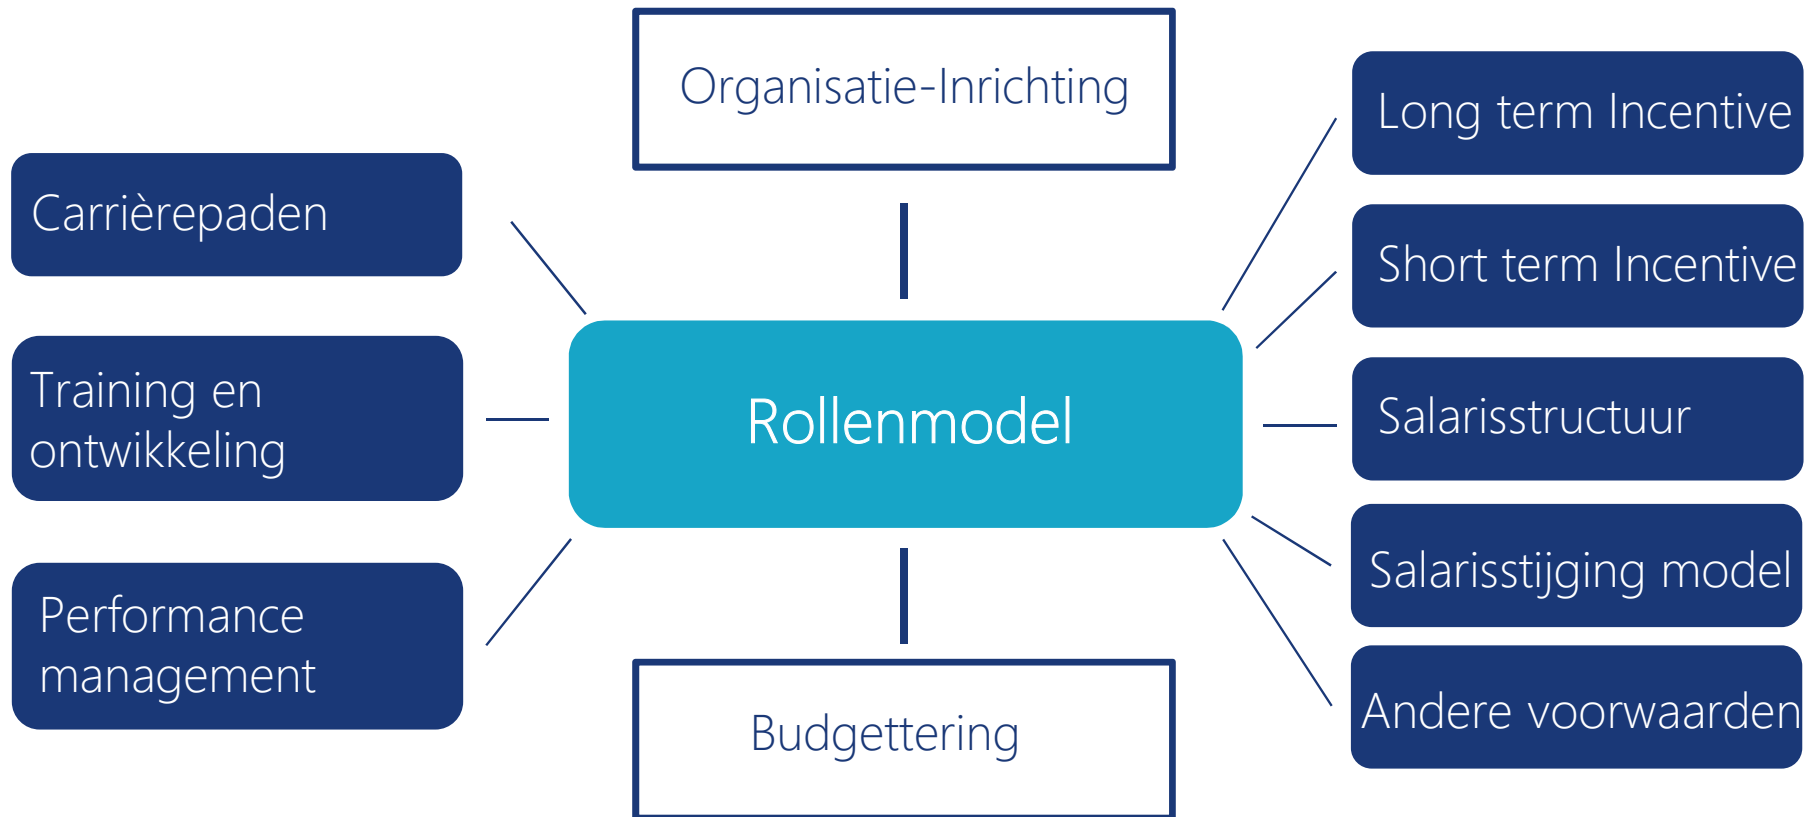 Organisatie-Inrichting
Carrièrepaden
Training en
ontwikkeling
Performance
management
Rollenmodel
Budgettering
Long term Incentive
Short term Incentive
Salarisstructuur
Salarisstijging model
Andere voorwaarden